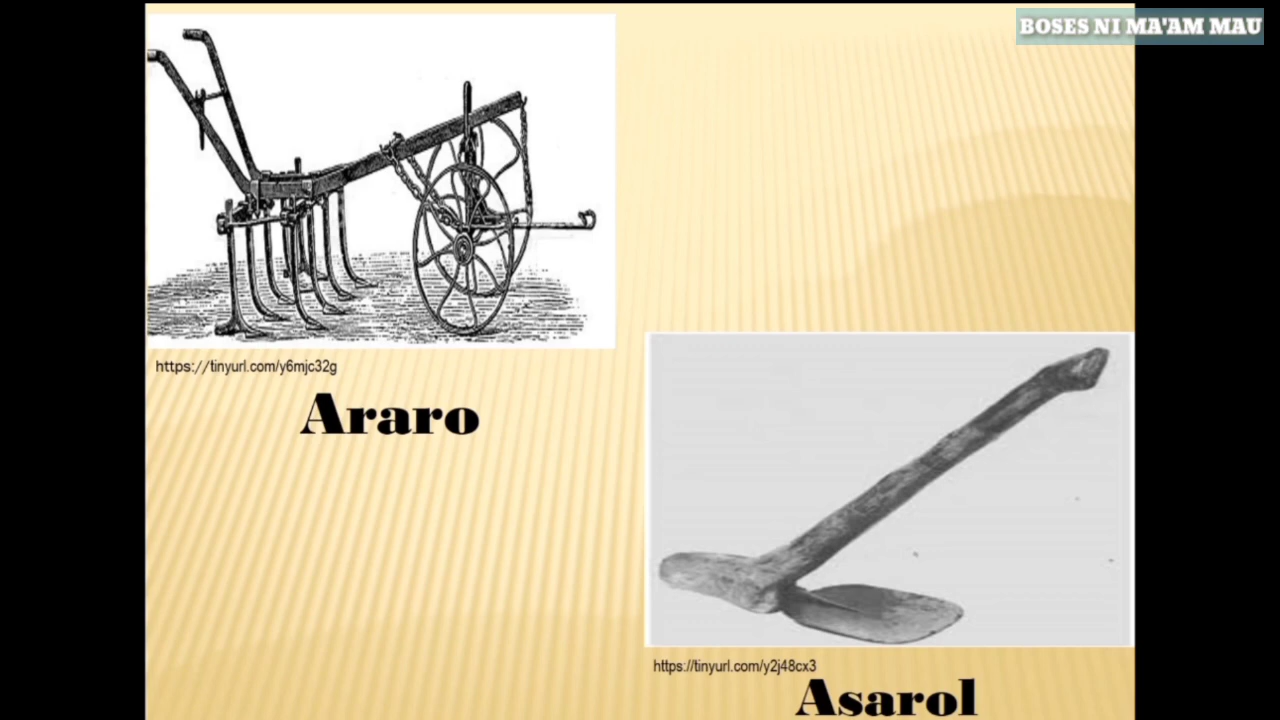 BOSES NI MA'AM MAU
https://tinyurl.com/y6mjc32g
Araro
https://tinyurl.com/y2j48cx3
Asarol